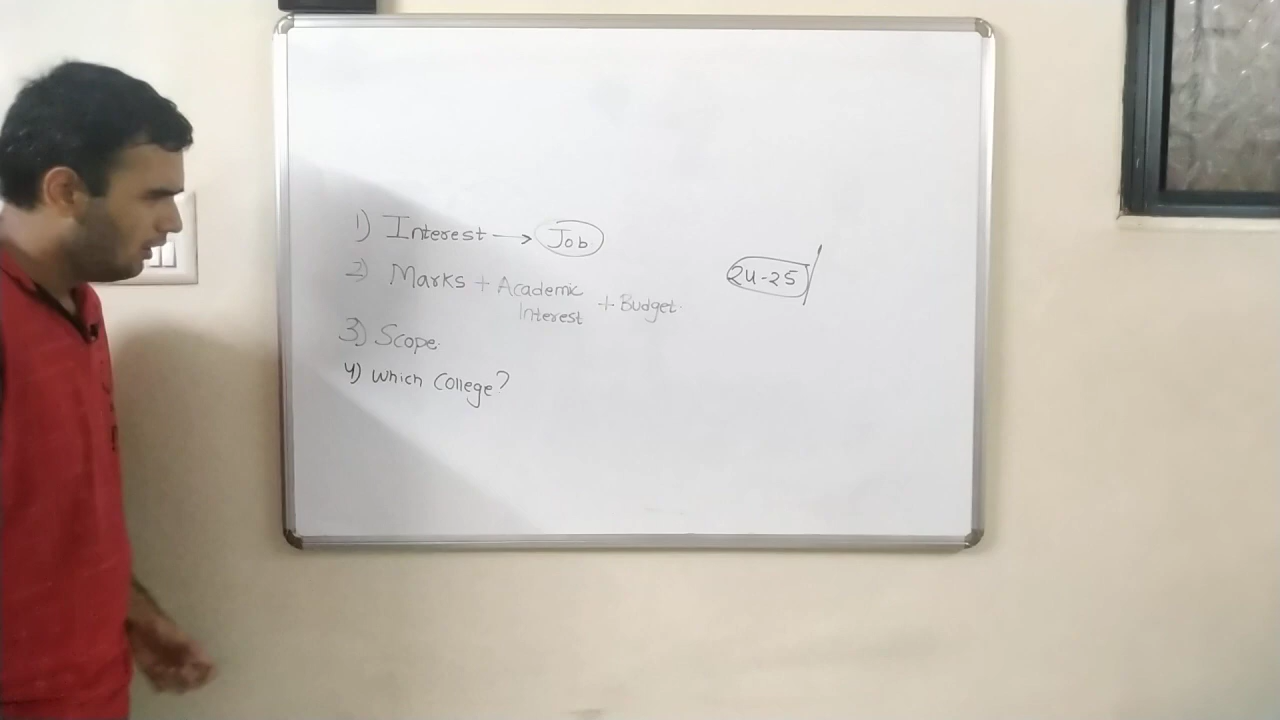 1) Interest → Job
2) Marks + Academic Interest + Budget.
3) Scope.
4) Which College?
24-25